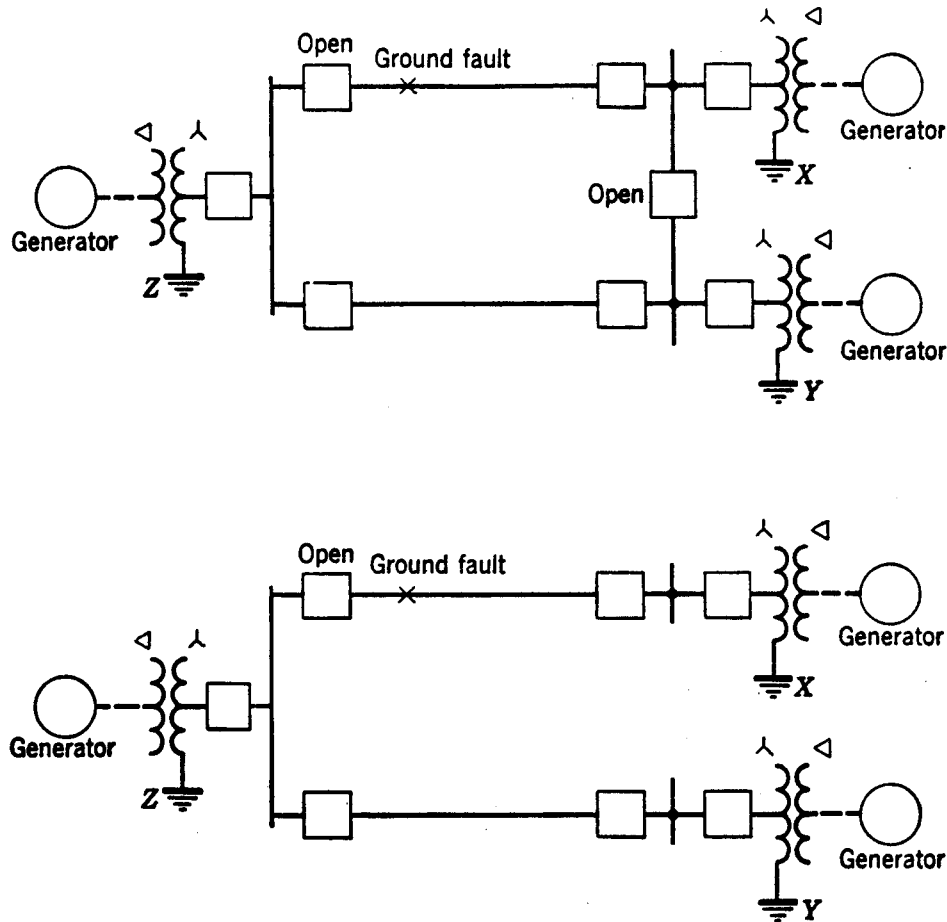 Open
Ground fault
Generator
X
Generator
Z
Open
Generator
Y
Open
Ground fault
Generator
X
Generator
Z
Generator
Y